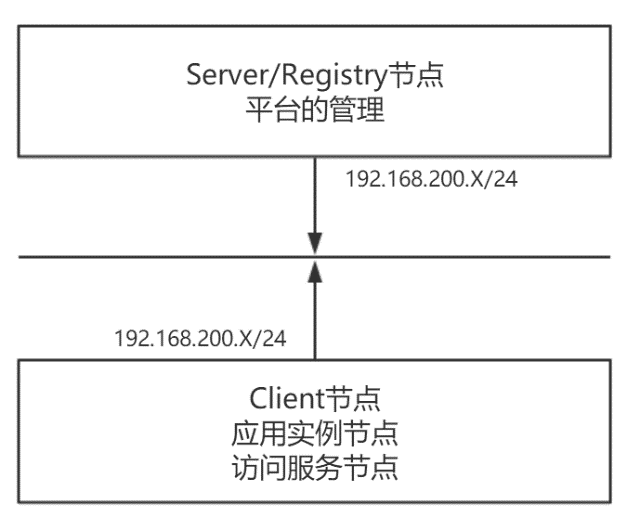 Server/Registry节点
平台的管理
192.168.200.X/24
192.168.200.X/24
Client节点
应用实例节点
访问服务节点